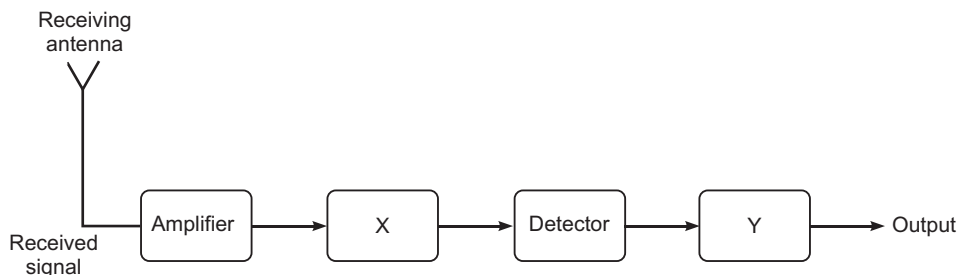 Receiving
antenna
Amplifier
X
Detector
Y
Output
Received
signal